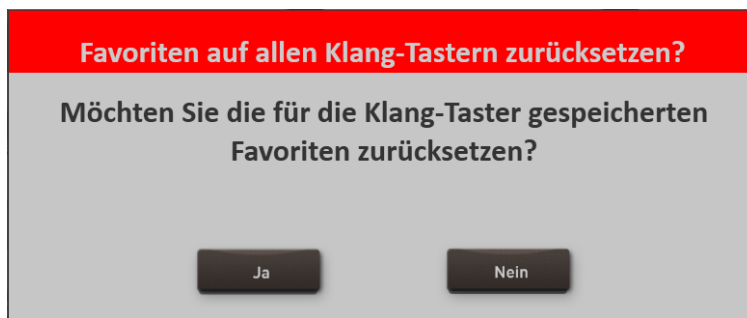 Favoriten auf allen Klang-Tastern zurücksetzen?
Möchten Sie die für die Klang-Taster gespeicherten
Favoriten zurücksetzen?
Ja
Nein